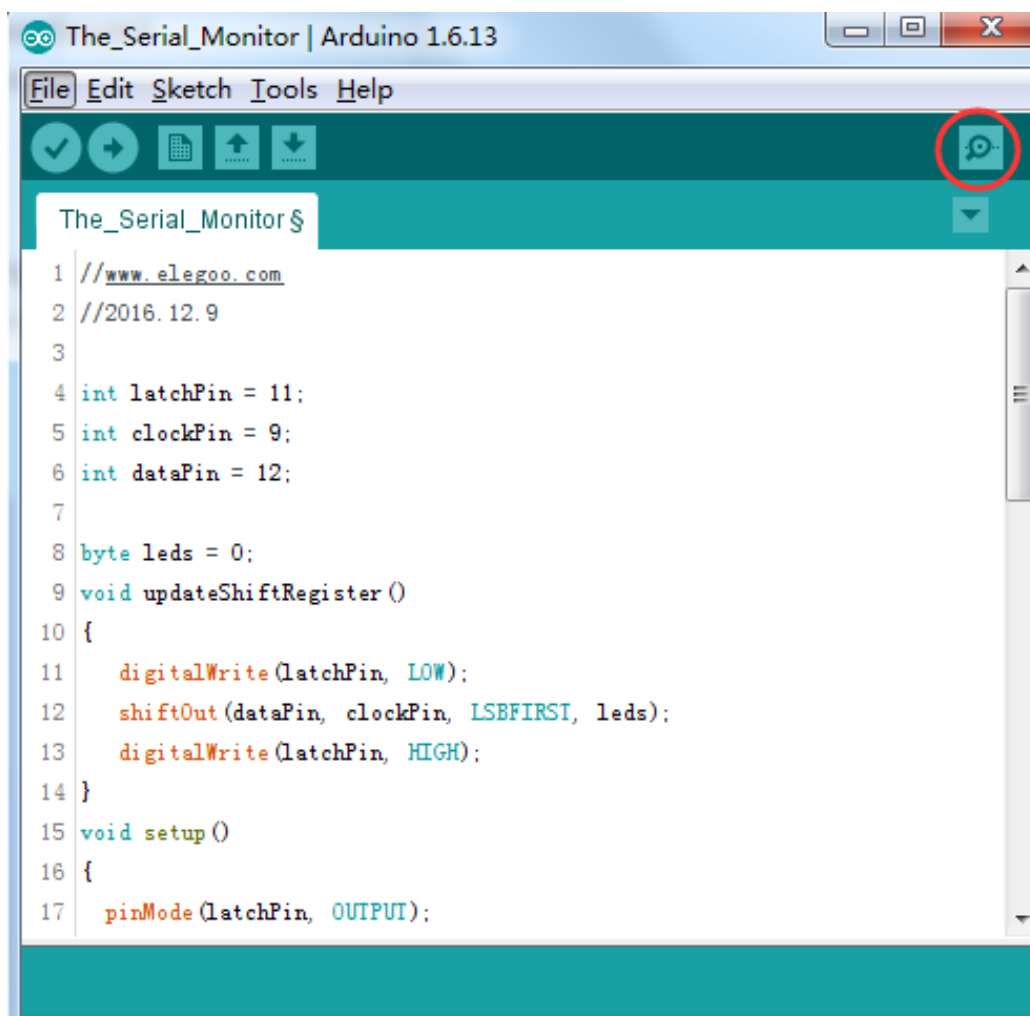 The_Serial_Monitor | Arduino 1.6.13
File Edit Sketch Tools Help
The_Serial_Monitor §
1 //www.elegoo.com
2 //2016.12.9
3
4 int latchPin = 11;
5 int clockPin = 9;
6 int dataPin = 12;
7
8 byte leds = 0;
9 void updateShiftRegister()
10 {
11 digitalWrite(latchPin, LOW);
12 shiftOut(dataPin, clockPin, LSBFIRST, leds);
13 digitalWrite(latchPin, HIGH);
14 }
15 void setup()
16 {
17 pinMode(latchPin, OUTPUT);